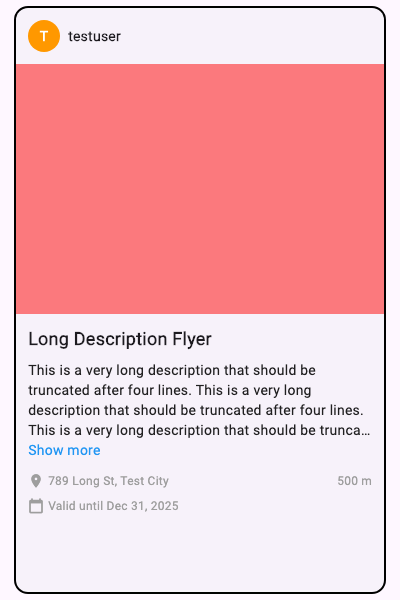 T
testuser
Long Description Flyer
This is a very long description that should be
truncated after four lines. This is a very long
description that should be truncated after four lines.
This is a very long description that should be trunca…
Show more
789 Long St, Test City
500 m
Valid until Dec 31, 2025